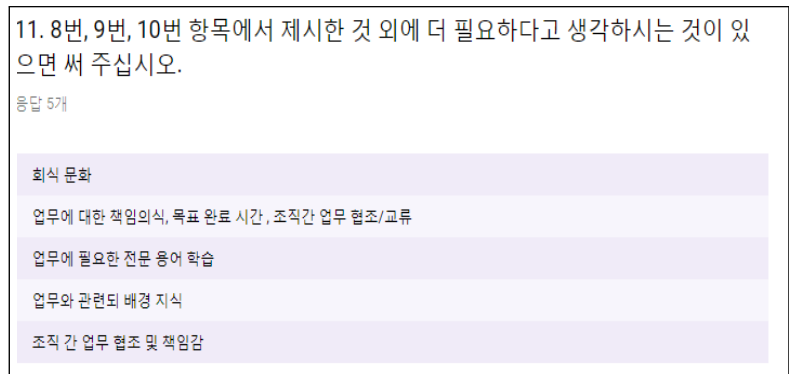 11. 8번, 9번, 10번 항목에서 제시한 것 외에 더 필요하다고 생각하시는 것이 있
으면 써 주십시오.
응답 5개
회식 문화
업무에 대한 책임의식, 목표 완료 시간 , 조직간 업무 협조/교류
업무에 필요한 전문 용어 학습
업무와 관련되 배경 지식
조직 간 업무 협조 및 책임감